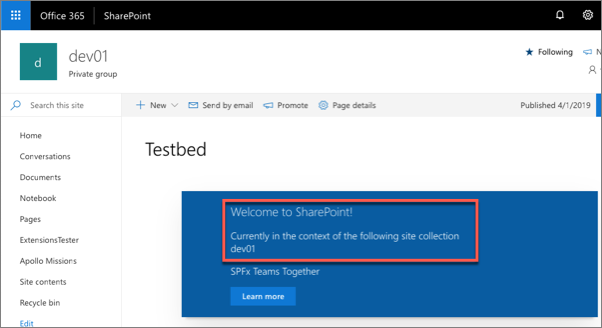 Office 365 SharePoint
d
dev01
Private group
Following
N
Search this site
New Send by email Promote Page details Published 4/1/2019
Home
Conversations
Documents
Notebook
Pages
ExtensionsTester
Apollo Missions
Site contents
Recycle bin
Edit
Testbed
Welcome to SharePoint!
Currently in the context of the following site collection
dev01
SPFx Teams Together
Learn more